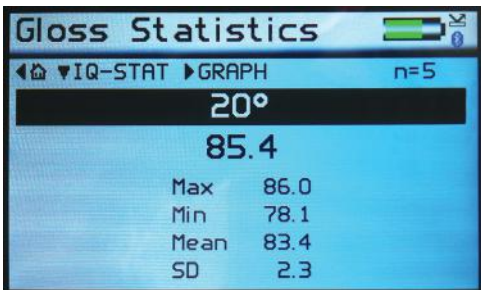 Gloss Statistics
IQ-STAT GRAPH n=5
20°
85.4
Max 86.0
Min 78.1
Mean 83.4
SD 2.3